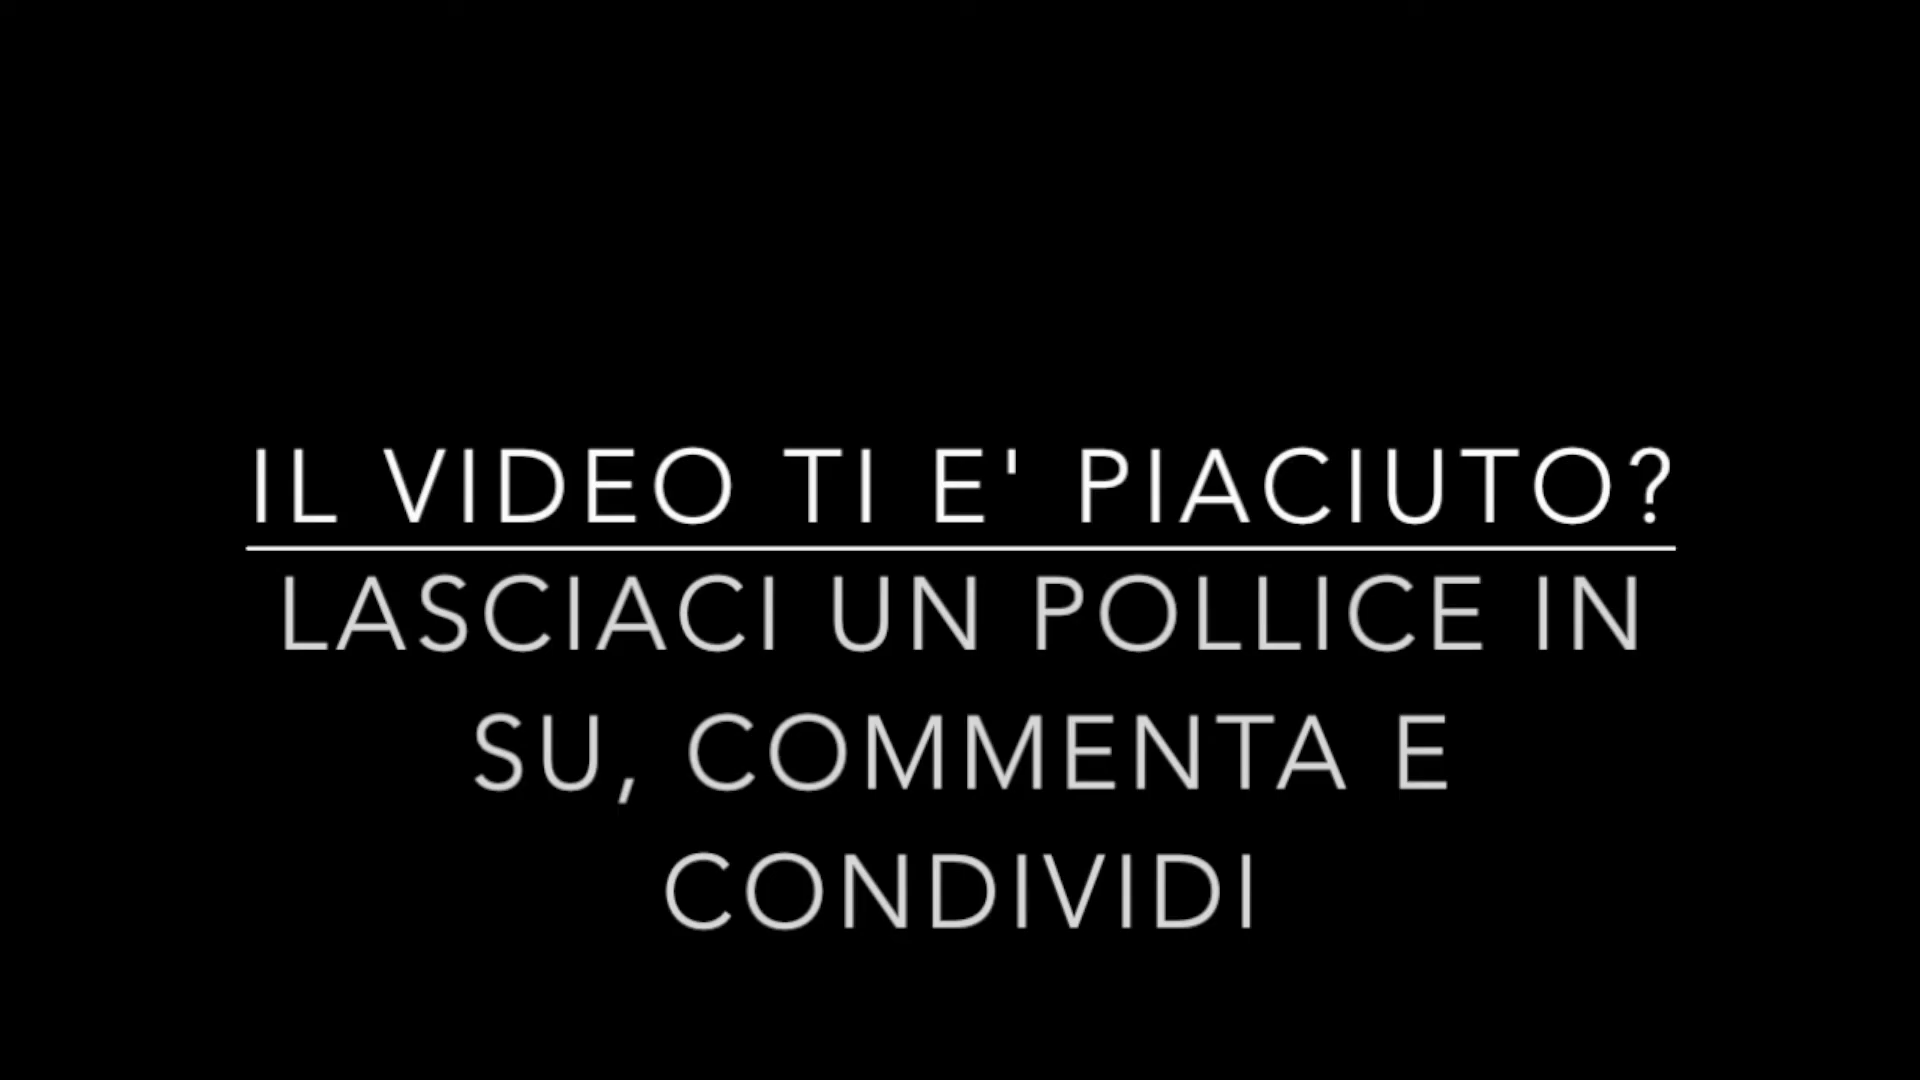 IL VIDEO TI E' PIACIUTO?
LASCIACI UN POLLICE IN
SU, COMMENTA E
CONDIVIDI